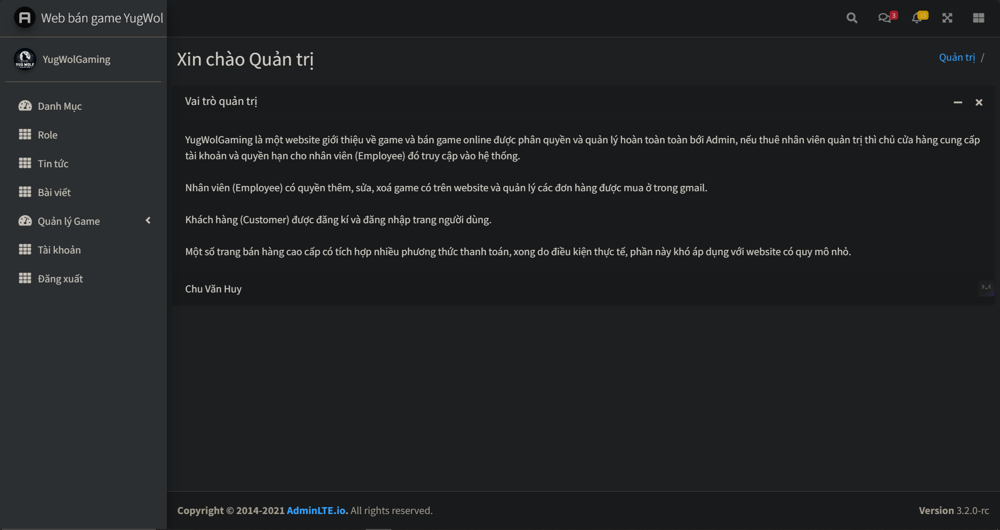 Web bán game YugWol
3
15
YUG WOLF
YugWolGaming
Xin chào Quản trị
Quản trị /
Danh Mục
Role
Tin tức
Bài viết
Quản lý Game
Tài khoản
Đăng xuất
Vai trò quản trị
YugWolGaming là một website giới thiệu về game và bán game online được phân quyền và quản lý hoàn toàn toàn bới Admin, nếu thuê nhân viên quản trị thì chủ cửa hàng cung cấp
tài khoản và quyền hạn cho nhân viên (Employee) đó truy cập vào hệ thống.
Nhân viên (Employee) có quyền thêm, sửa, xoá game có trên website và quản lý các đơn hàng được mua ở trong gmail.
Khách hàng (Customer) được đăng kí và đăng nhập trang người dùng.
Một số trang bán hàng cao cấp có tích hợp nhiều phương thức thanh toán, xong do điều kiện thực tế, phần này khó áp dụng với website có quy mô nhỏ.
Chu Văn Huy
Copyright © 2014-2021 AdminLTE.io. All rights reserved.
Version 3.2.0-rc